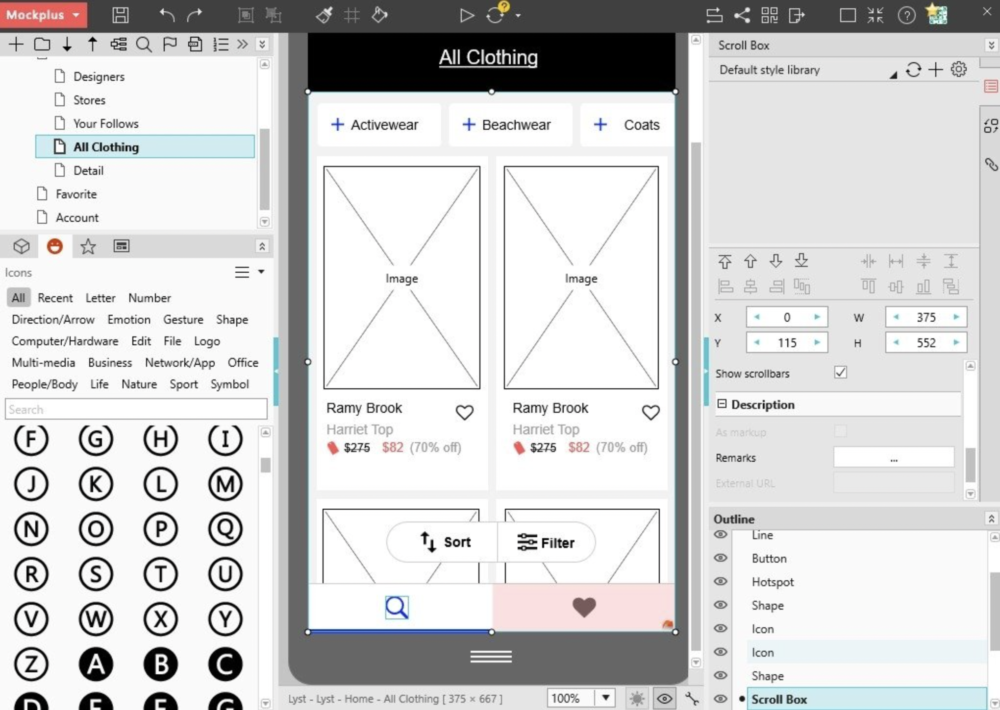 Mockplus
Designers
Stores
Your Follows
All Clothing
Detail
Favorite
Account
Icons
All Recent Letter Number
Direction/Arrow Emotion Gesture Shape
Computer/Hardware Edit File Logo
Multi-media Business Network/App Office
People/Body Life Nature Sport Symbol
Search
F G H I
J K L M
N O P Q
R S T U
V W X Y
Z A B C
All Clothing
Activewear Beachwear Coats
Image Image
Ramy Brook Ramy Brook
Harriet Top Harriet Top
$275 $82 (70% off) $275 $82 (70% off)
Sort Filter
Lyst - Lyst - Home - All Clothing [ 375 × 667 ] 100%
Scroll Box
Default style library
X 0 W 375
Y 115 H 552
Show scrollbars
Description
As markup
Remarks ...
External URL
Outline
Line
Button
Hotspot
Shape
Icon
Icon
Shape
Scroll Box